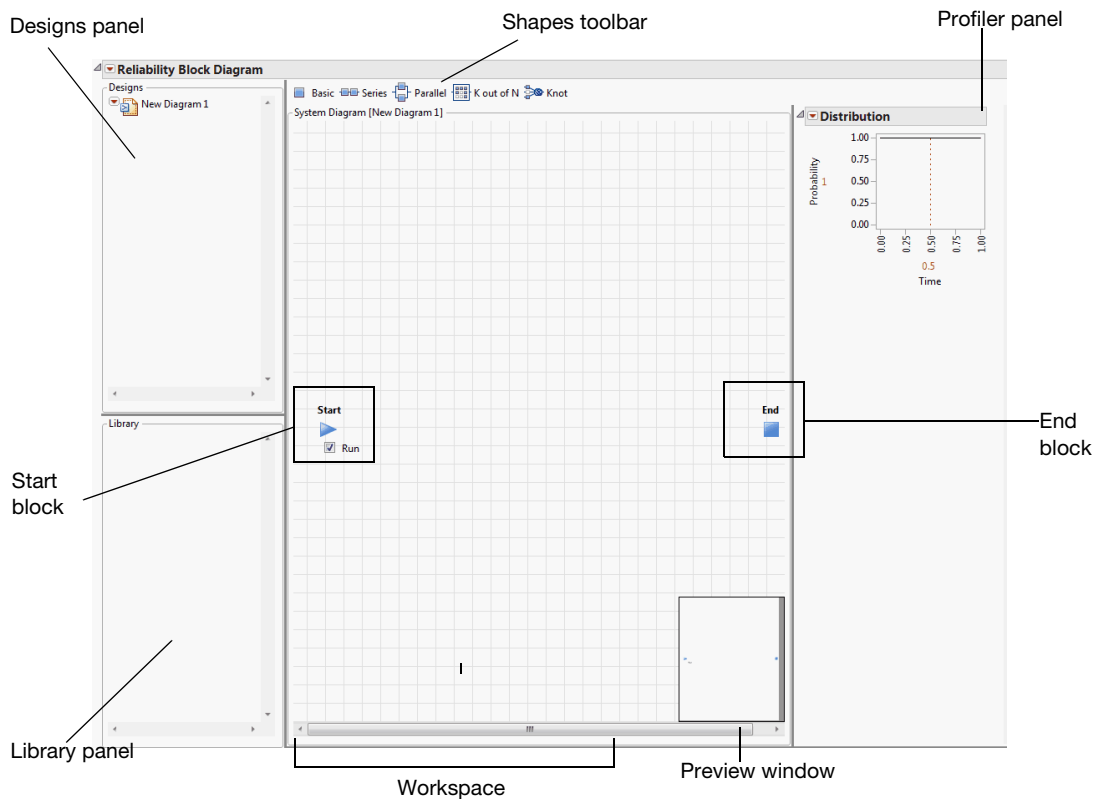 Designs panel
Shapes toolbar
Profiler panel
Reliability Block Diagram
Designs
New Diagram 1
Basic Series Parallel K out of N Knot
System Diagram [New Diagram 1]
Distribution
1.00
0.75
0.50
0.25
0.00
Probability
1
0.00
0.25
0.50
0.75
1.00
0.5
Time
Start
Run
End
End
block
Library
Start
block
Library panel
Workspace
Preview window